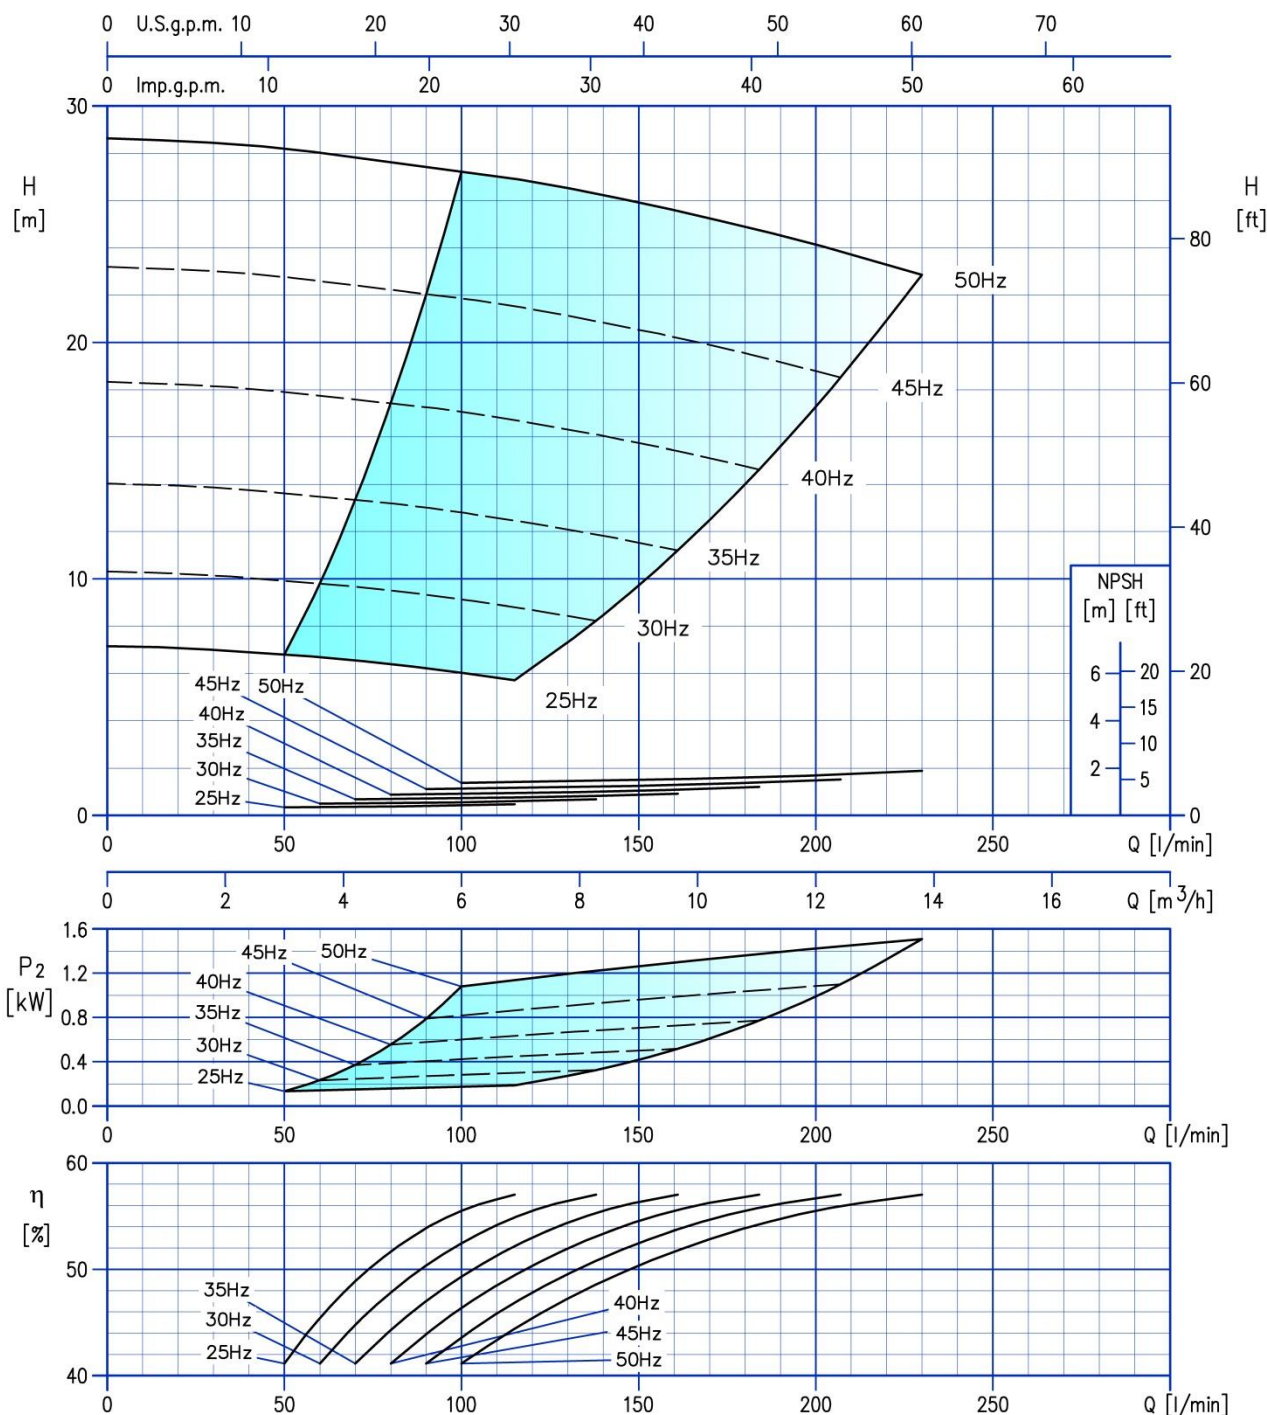 0 U.S.g.p.m. 10 20 30 40 50 60 70
0 Imp.g.p.m. 10 20 30 40 50 60
30
H
[m]
H
[ft]
80
50Hz
20
45Hz
60
40Hz
40
35Hz
10
NPSH
[m] [ft]
30Hz
6 20
20
45Hz 50Hz
25Hz
40Hz
4 15
35Hz
10
30Hz
2 5
25Hz
0 0
0 50 100 150 200 250 Q [l/min]
0 2 4 6 8 10 12 14 16 Q [m³/h]
1.6
P2
[kW]
45Hz 50Hz
1.2
40Hz
35Hz
0.8
30Hz
0.4
25Hz
0.0
0 50 100 150 200 250 Q [l/min]
60
η
[%]
50
35Hz
40Hz
30Hz
45Hz
25Hz
50Hz
40
0 50 100 150 200 250 Q [l/min]